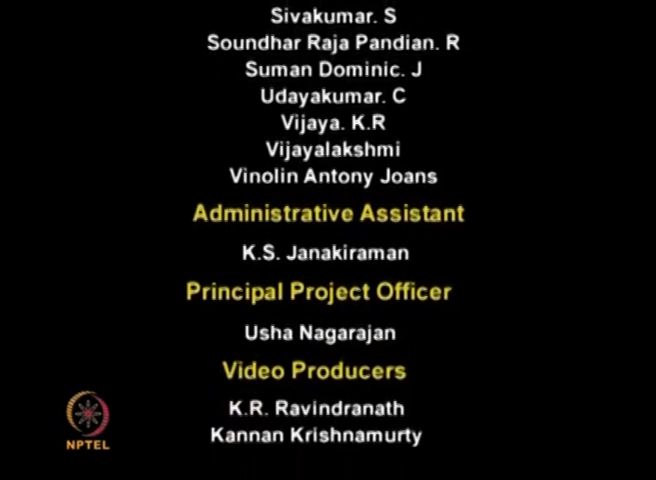 Sivakumar. S
Soundhar Raja Pandian. R
Suman Dominic. J
Udayakumar. C
Vijaya. K.R
Vijayalakshmi
Vinolin Antony Joans
Administrative Assistant
K.S. Janakiraman
Principal Project Officer
Usha Nagarajan
Video Producers
K.R. Ravindranath
Kannan Krishnamurty
NPTEL